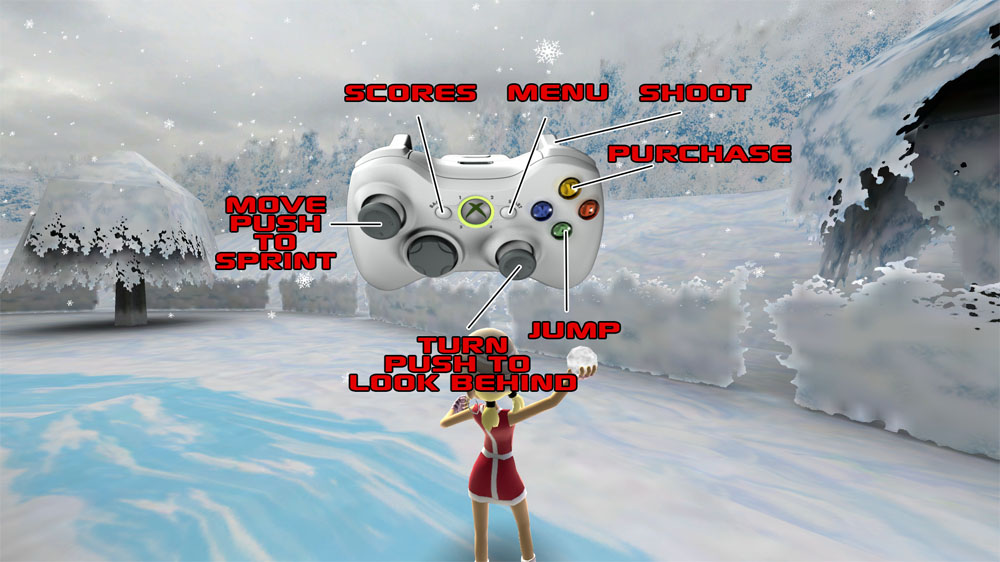 SCORES
MENU
SHOOT
PURCHASE
MOVE
PUSH
TO
SPRINT
JUMP
TURN
PUSH TO
LOOK BEHIND